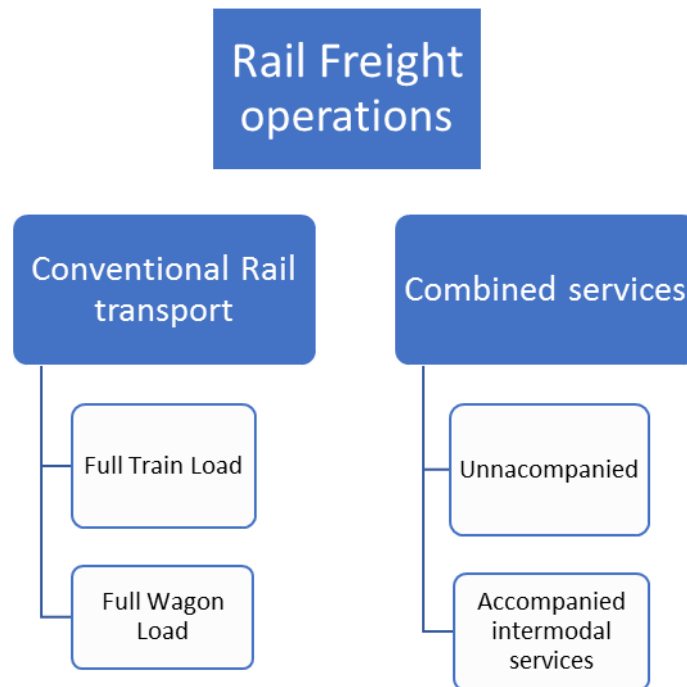 Rail Freight
operations
Conventional Rail
transport
Full Train Load
Full Wagon
Load
Combined services
Unnacompanied
Accompanied
intermodal
services